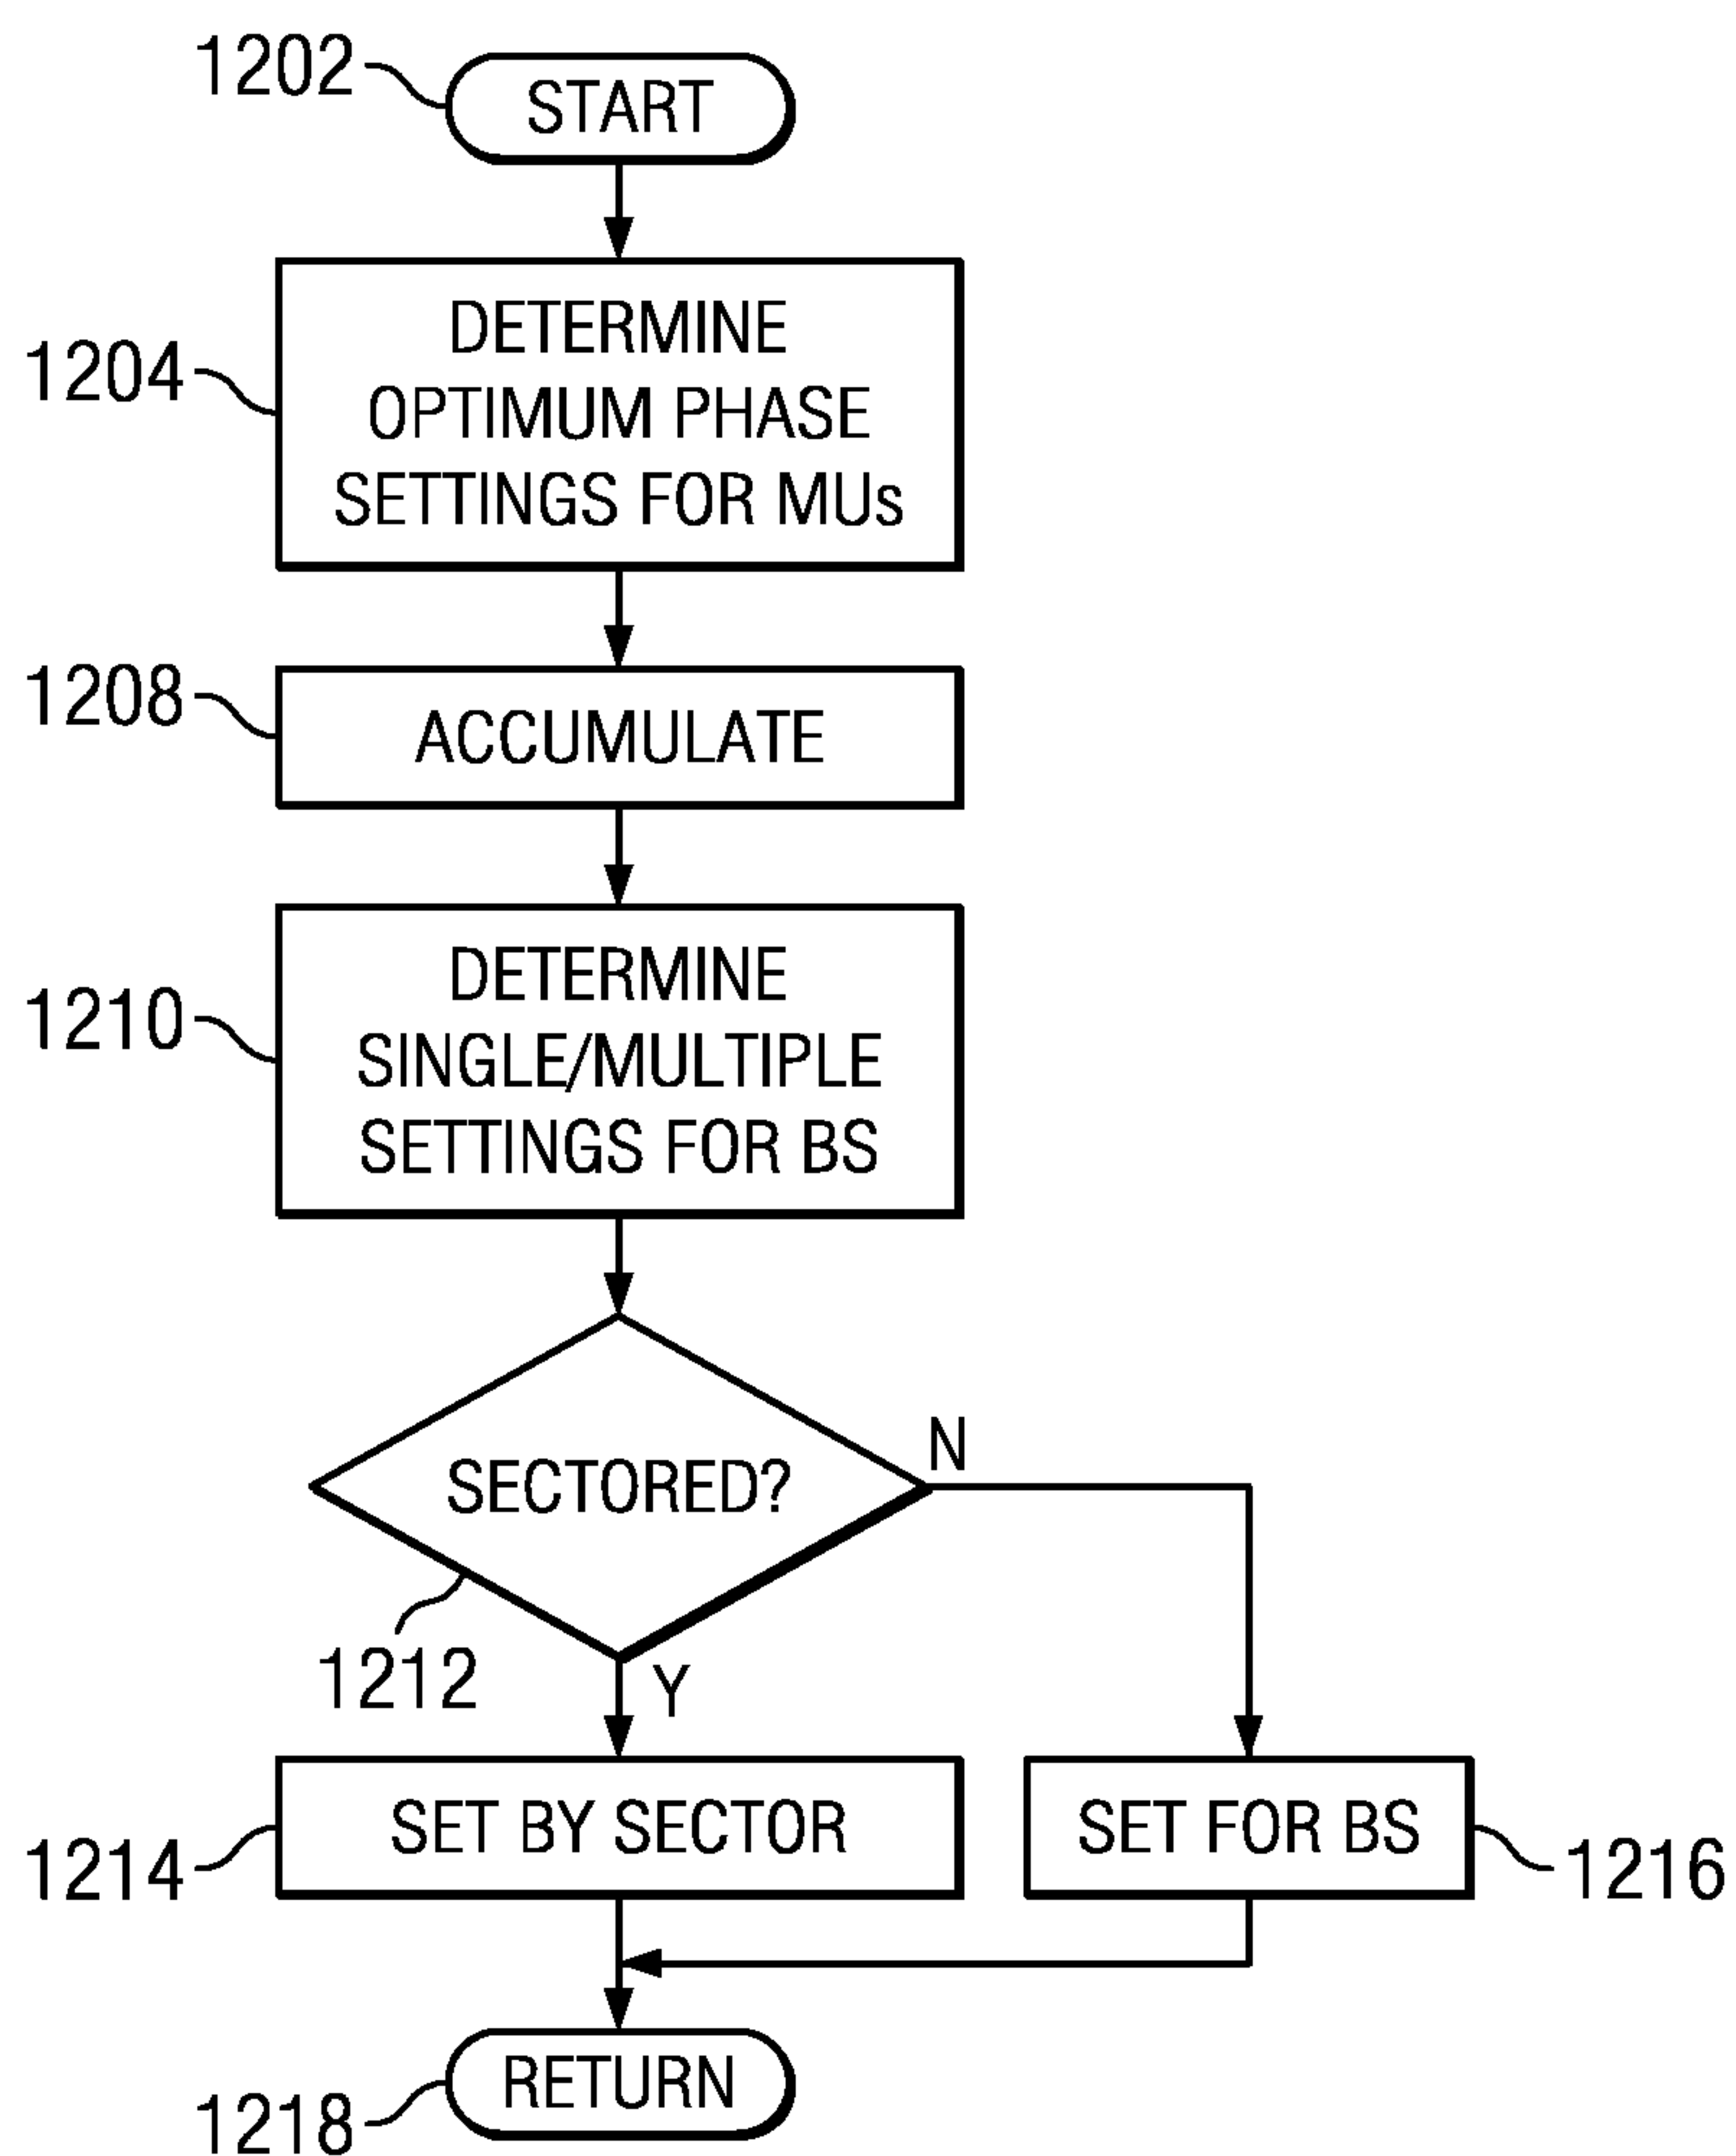 1202
START
1204
DETERMINE
OPTIMUM PHASE
SETTINGS FOR MUs
1208
ACCUMULATE
1210
DETERMINE
SINGLE/MULTIPLE
SETTINGS FOR BS
SECTORED?
N
1212
Y
1214
SET BY SECTOR
SET FOR BS
1216
RETURN
1218